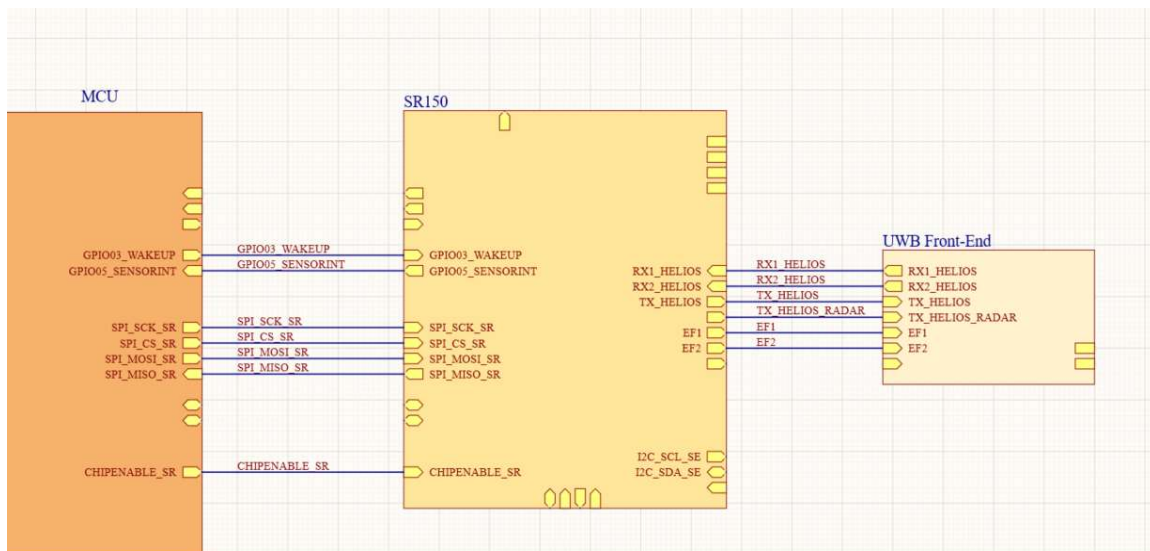 MCU
GPIO03_WAKEUP
GPIO05_SENSORINT
SPI_SCK_SR
SPI_CS_SR
SPI_MOSI_SR
SPI_MISO_SR
CHIPENABLE_SR
GPIO03_WAKEUP
GPIO05_SENSORINT
SPI_SCK_SR
SPI_CS_SR
SPI_MOSI_SR
SPI_MISO_SR
CHIPENABLE_SR
SR150
GPIO03_WAKEUP
GPIO05_SENSORINT
SPI_SCK_SR
SPI_CS_SR
SPI_MOSI_SR
SPI_MISO_SR
CHIPENABLE_SR
RX1_HELIOS
RX2_HELIOS
TX_HELIOS
EF1
EF2
I2C_SCL_SE
I2C_SDA_SE
RX1_HELIOS
RX2_HELIOS
TX_HELIOS
TX_HELIOS_RADAR
EF1
EF2
UWB Front-End
RX1_HELIOS
RX2_HELIOS
TX_HELIOS
TX_HELIOS_RADAR
EF1
EF2